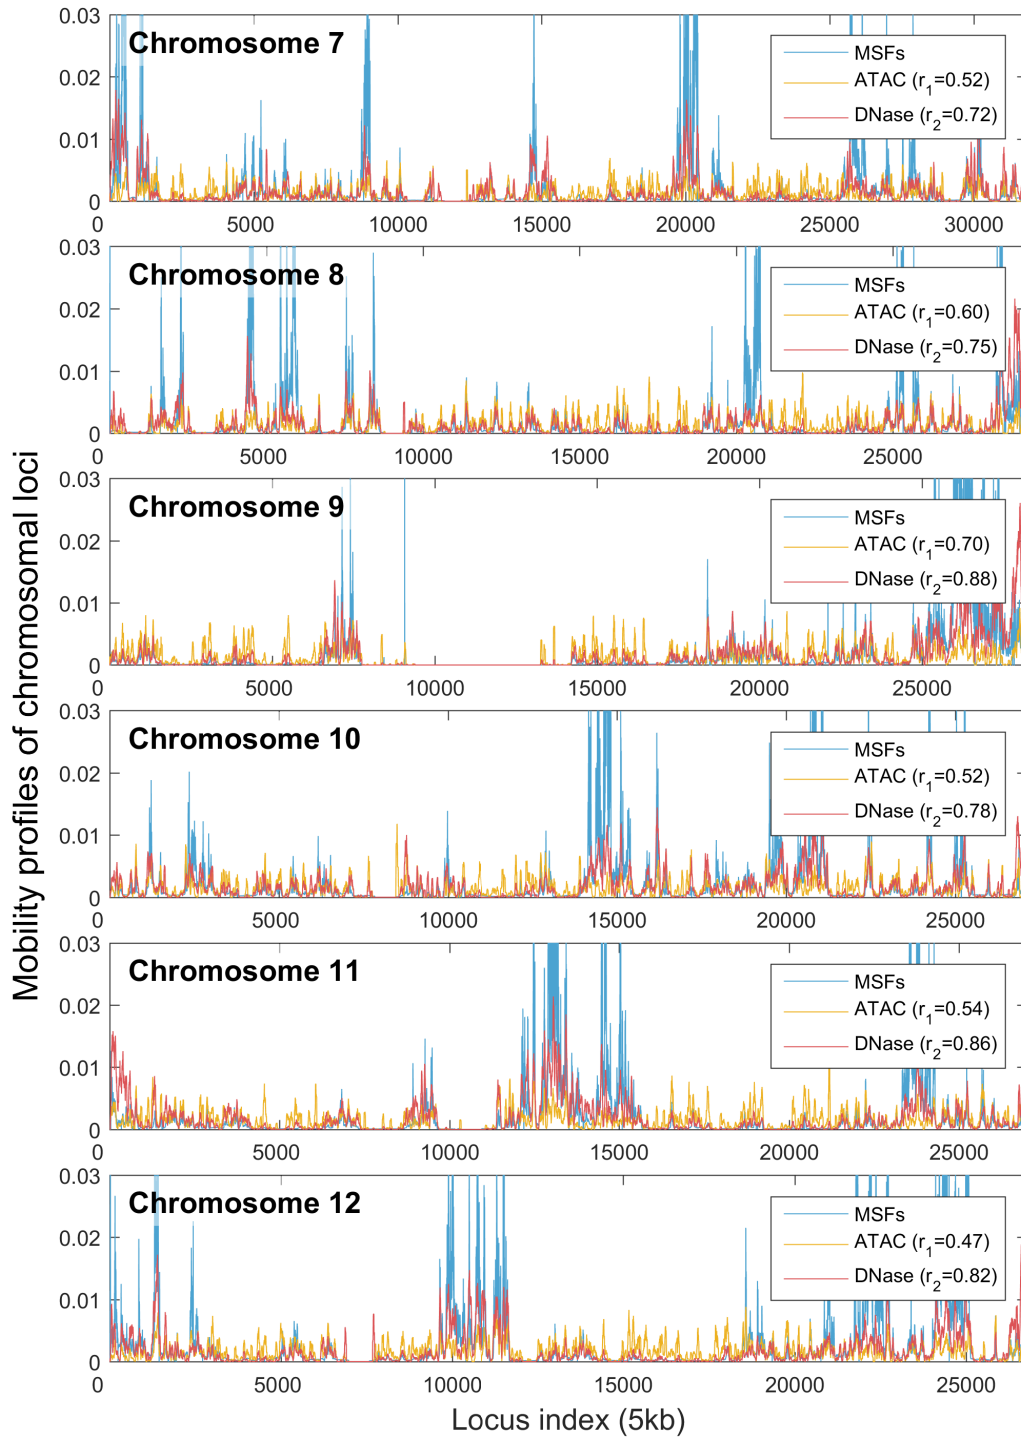 Mobility profiles of chromosomal loci
Chromosome 7
MSFs
ATAC (r1=0.52)
DNase (r2=0.72)
0.03
0.02
0.01
0
0 5000 10000 15000 20000 25000 30000
Chromosome 8
MSFs
ATAC (r1=0.60)
DNase (r2=0.75)
0.03
0.02
0.01
0
0 5000 10000 15000 20000 25000
Chromosome 9
MSFs
ATAC (r1=0.70)
DNase (r2=0.88)
0.03
0.02
0.01
0
0 5000 10000 15000 20000 25000
Chromosome 10
MSFs
ATAC (r1=0.52)
DNase (r2=0.78)
0.03
0.02
0.01
0
0 5000 10000 15000 20000 25000
Chromosome 11
MSFs
ATAC (r1=0.54)
DNase (r2=0.86)
0.03
0.02
0.01
0
0 5000 10000 15000 20000 25000
Chromosome 12
MSFs
ATAC (r1=0.47)
DNase (r2=0.82)
0.03
0.02
0.01
0
0 5000 10000 15000 20000 25000
Locus index (5kb)